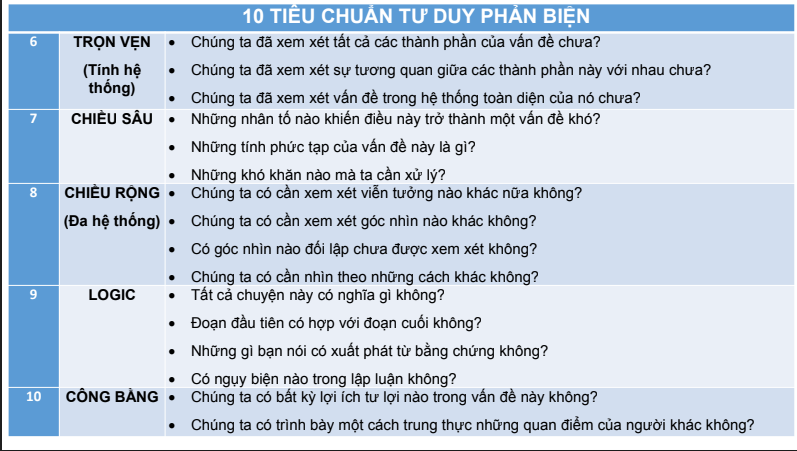 10 TIÊU CHUẨN TƯ DUY PHẢN BIỆN
6 TRỌN VẸN • Chúng ta đã xem xét tất cả các thành phần của vấn đề chưa?
(Tính hệ thống) • Chúng ta đã xem xét sự tương quan giữa các thành phần này với nhau chưa?
• Chúng ta đã xem xét vấn đề trong hệ thống toàn diện của nó chưa?
7 CHIỀU SÂU • Những nhân tố nào khiến điều này trở thành một vấn đề khó?
• Những tính phức tạp của vấn đề này là gì?
• Những khó khăn nào mà ta cần xử lý?
8 CHIỀU RỘNG • Chúng ta có cần xem xét viễn tưởng nào khác nữa không?
(Đa hệ thống) • Chúng ta có cần xem xét góc nhìn nào khác không?
• Có góc nhìn nào đối lập chưa được xem xét không?
• Chúng ta có cần nhìn theo những cách khác không?
9 LOGIC • Tất cả chuyện này có nghĩa gì không?
• Đoạn đầu tiên có hợp với đoạn cuối không?
• Những gì bạn nói có xuất phát từ bằng chứng không?
• Có ngụy biện nào trong lập luận không?
10 CÔNG BẰNG • Chúng ta có bất kỳ lợi ích tư lợi nào trong vấn đề này không?
• Chúng ta có trình bày một cách trung thực những quan điểm của người khác không?